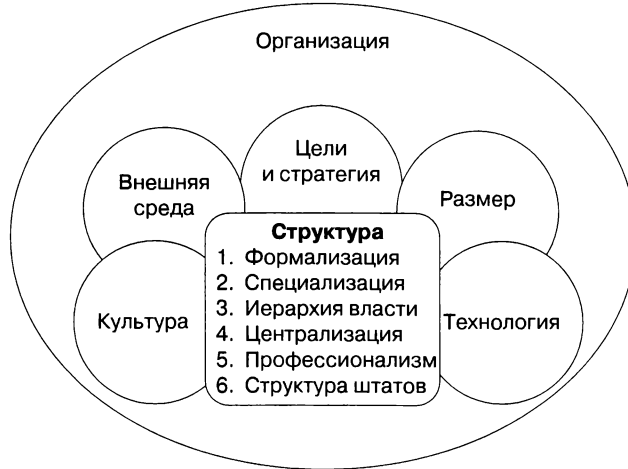 Организация
Цели
и стратегия
Внешняя
среда
Размер
Культура
Технология
Структура
1. Формализация
2. Специализация
3. Иерархия власти
4. Централизация
5. Профессионализм
6. Структура штатов